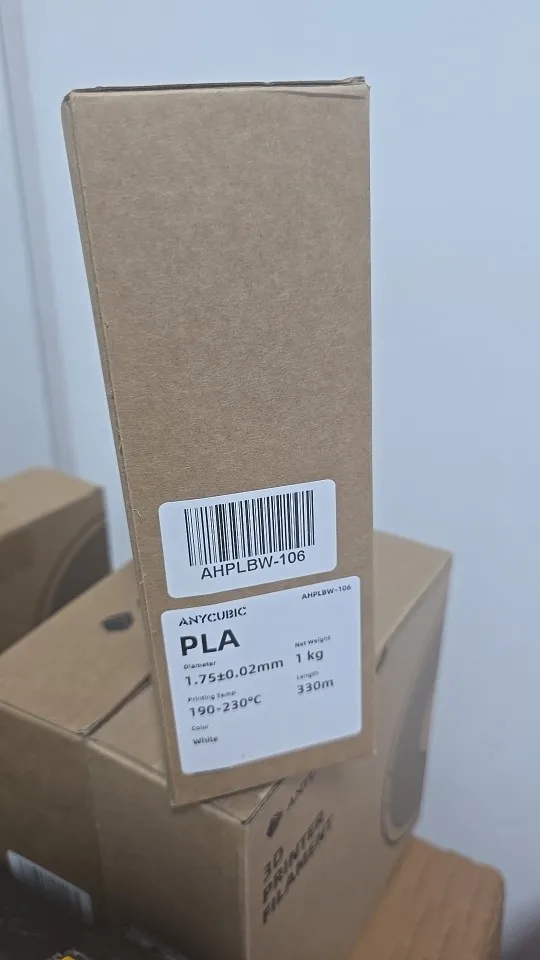 AHPLBW-106
ANYCUBIC
AHPLBW-106
PLA
Diameter
1.75±0.02mm
Net Weight
1 kg
Printing Temp
190-230°C
Length
330m
Color
White
3D
PRINTER
FILAMENT